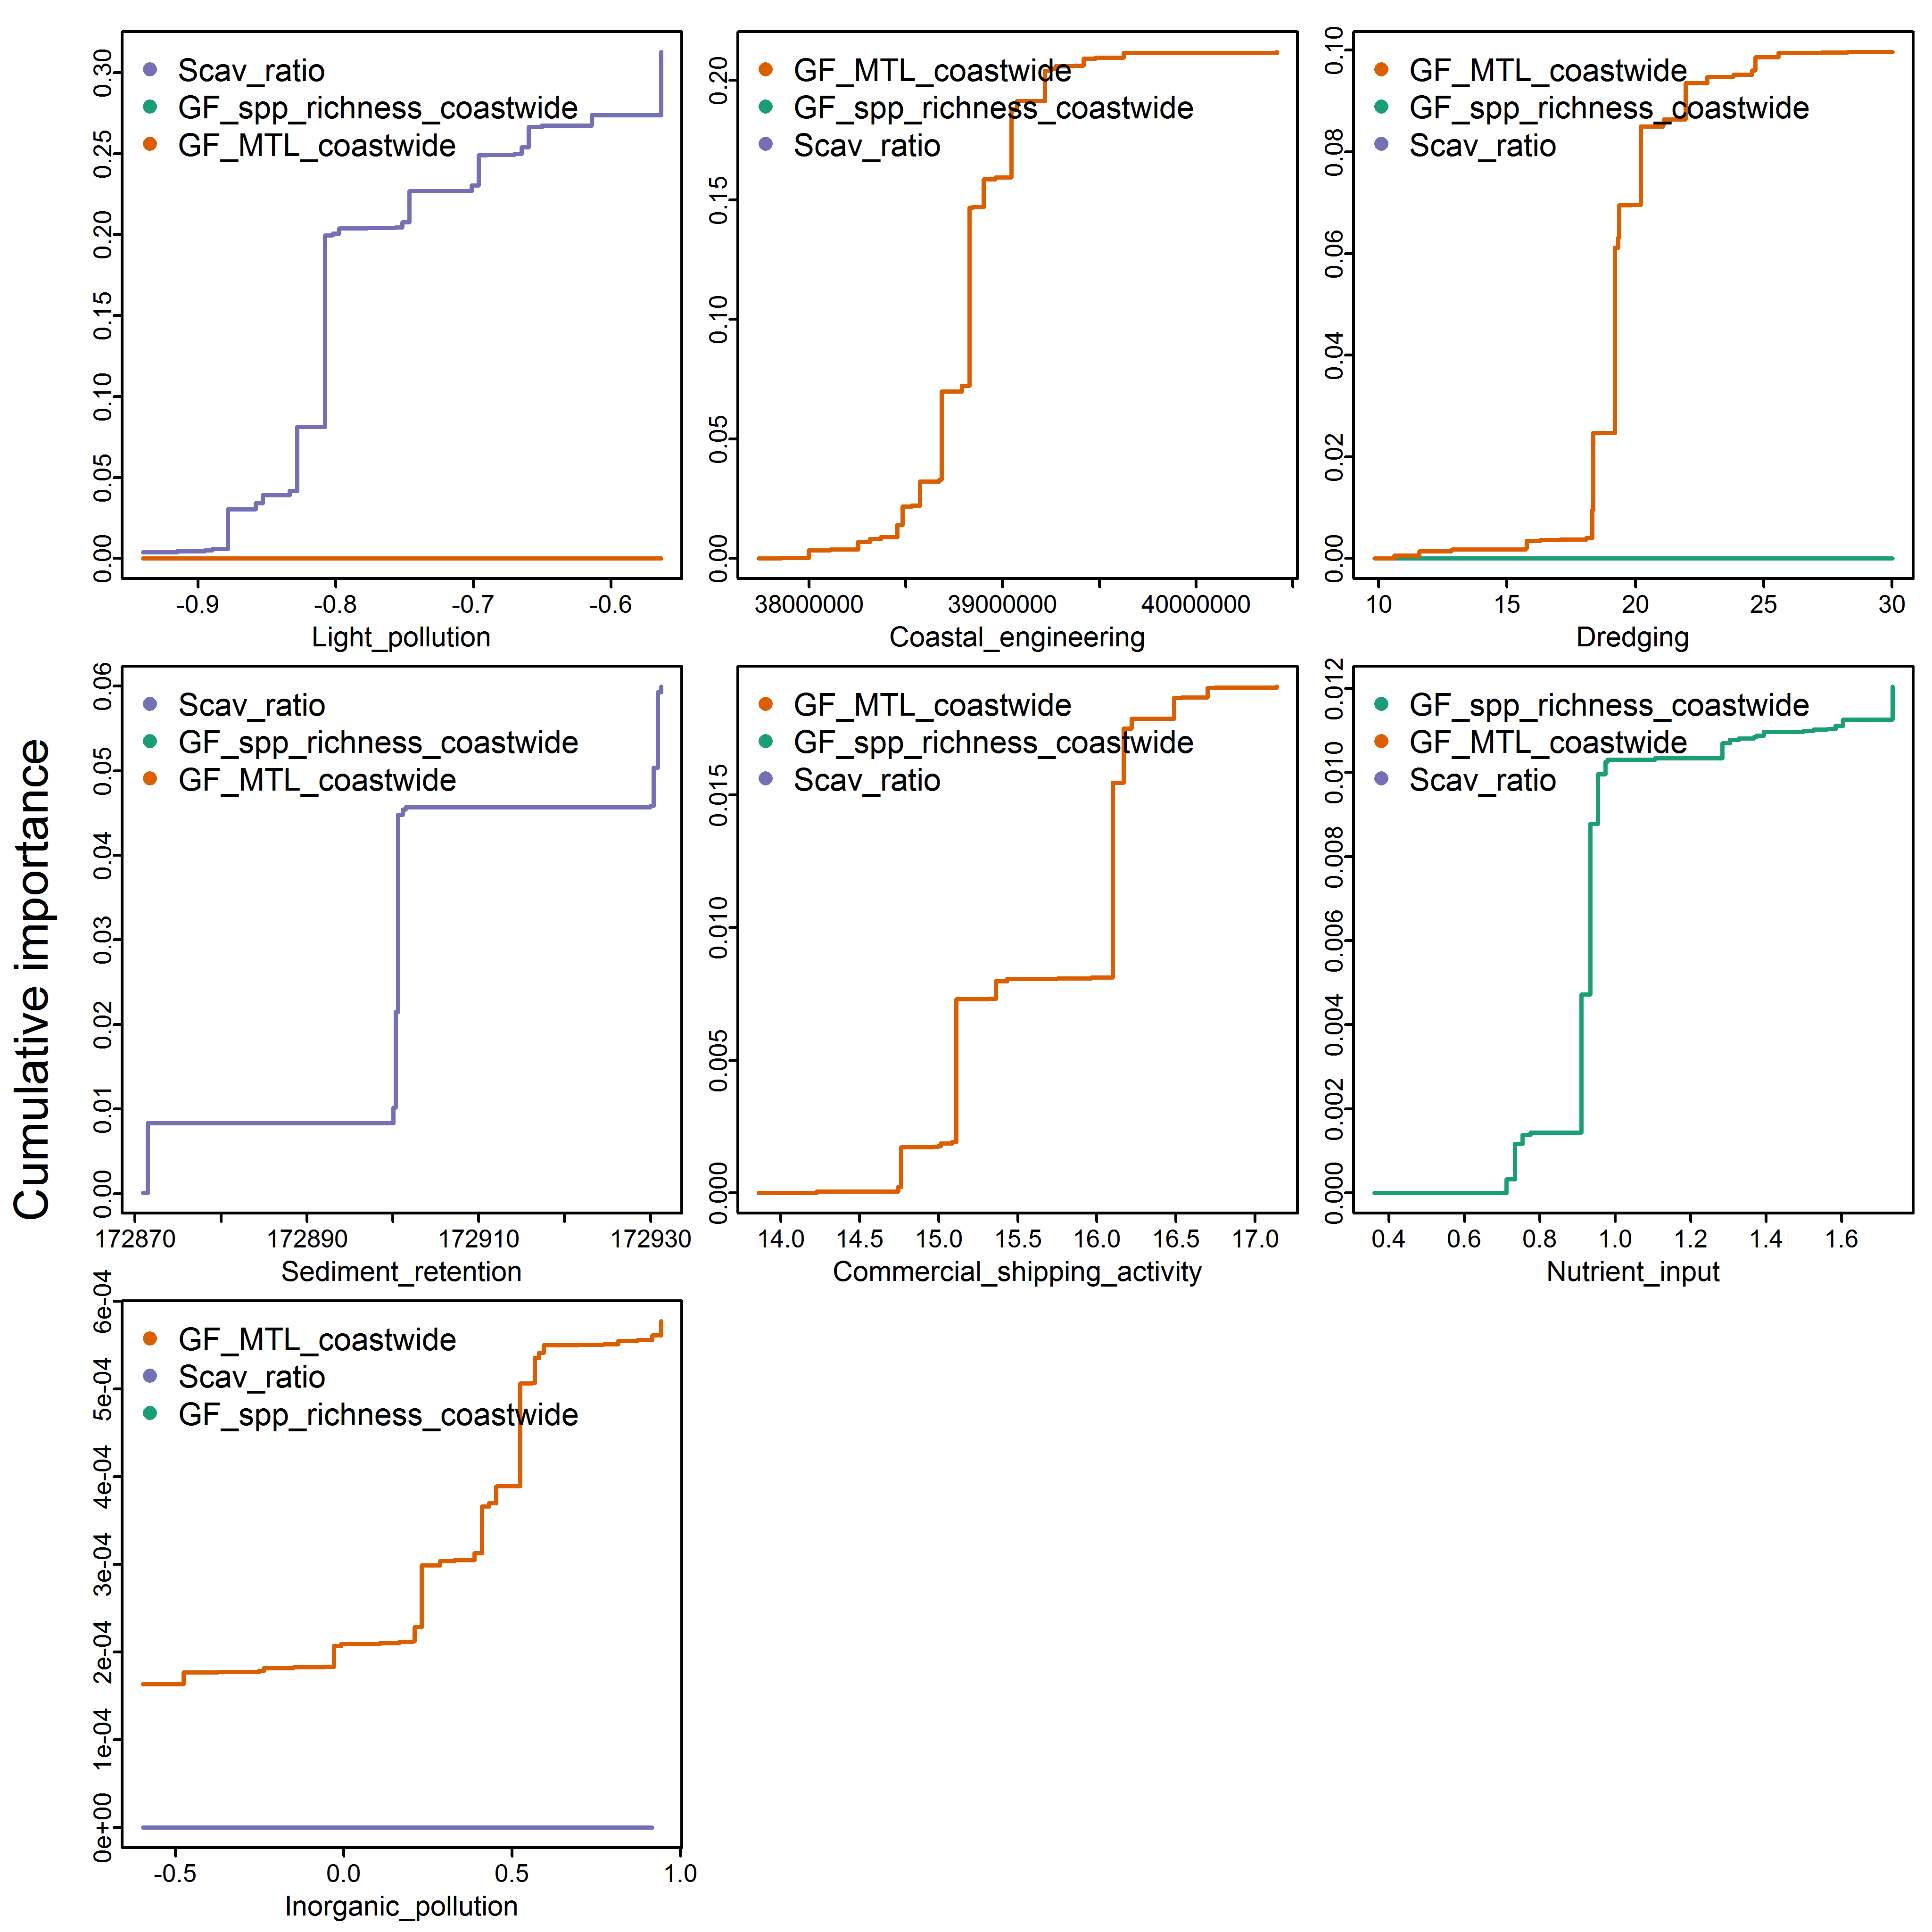 Cumulative importance
Scav_ratio
GF_spp_richness_coastwide
GF_MTL_coastwide
0.00 0.05 0.10 0.15 0.20 0.25 0.30
-0.9 -0.8 -0.7 -0.6
Light_pollution
GF_MTL_coastwide
GF_spp_richness_coastwide
Scav_ratio
0.00 0.05 0.10 0.15 0.20
38000000 39000000 40000000
Coastal_engineering
GF_MTL_coastwide
GF_spp_richness_coastwide
Scav_ratio
0.00 0.02 0.04 0.06 0.08 0.10
10 15 20 25 30
Dredging
Scav_ratio
GF_spp_richness_coastwide
GF_MTL_coastwide
0.00 0.01 0.02 0.03 0.04 0.05 0.06
172870 172890 172910 172930
Sediment_retention
GF_MTL_coastwide
GF_spp_richness_coastwide
Scav_ratio
0.000 0.005 0.010 0.015
14.0 14.5 15.0 15.5 16.0 16.5 17.0
Commercial_shipping_activity
GF_spp_richness_coastwide
GF_MTL_coastwide
Scav_ratio
0.000 0.002 0.004 0.006 0.008 0.010 0.012
0.4 0.6 0.8 1.0 1.2 1.4 1.6
Nutrient_input
GF_MTL_coastwide
Scav_ratio
GF_spp_richness_coastwide
0e+00 1e-04 2e-04 3e-04 4e-04 5e-04 6e-04
-0.5 0.0 0.5 1.0
Inorganic_pollution